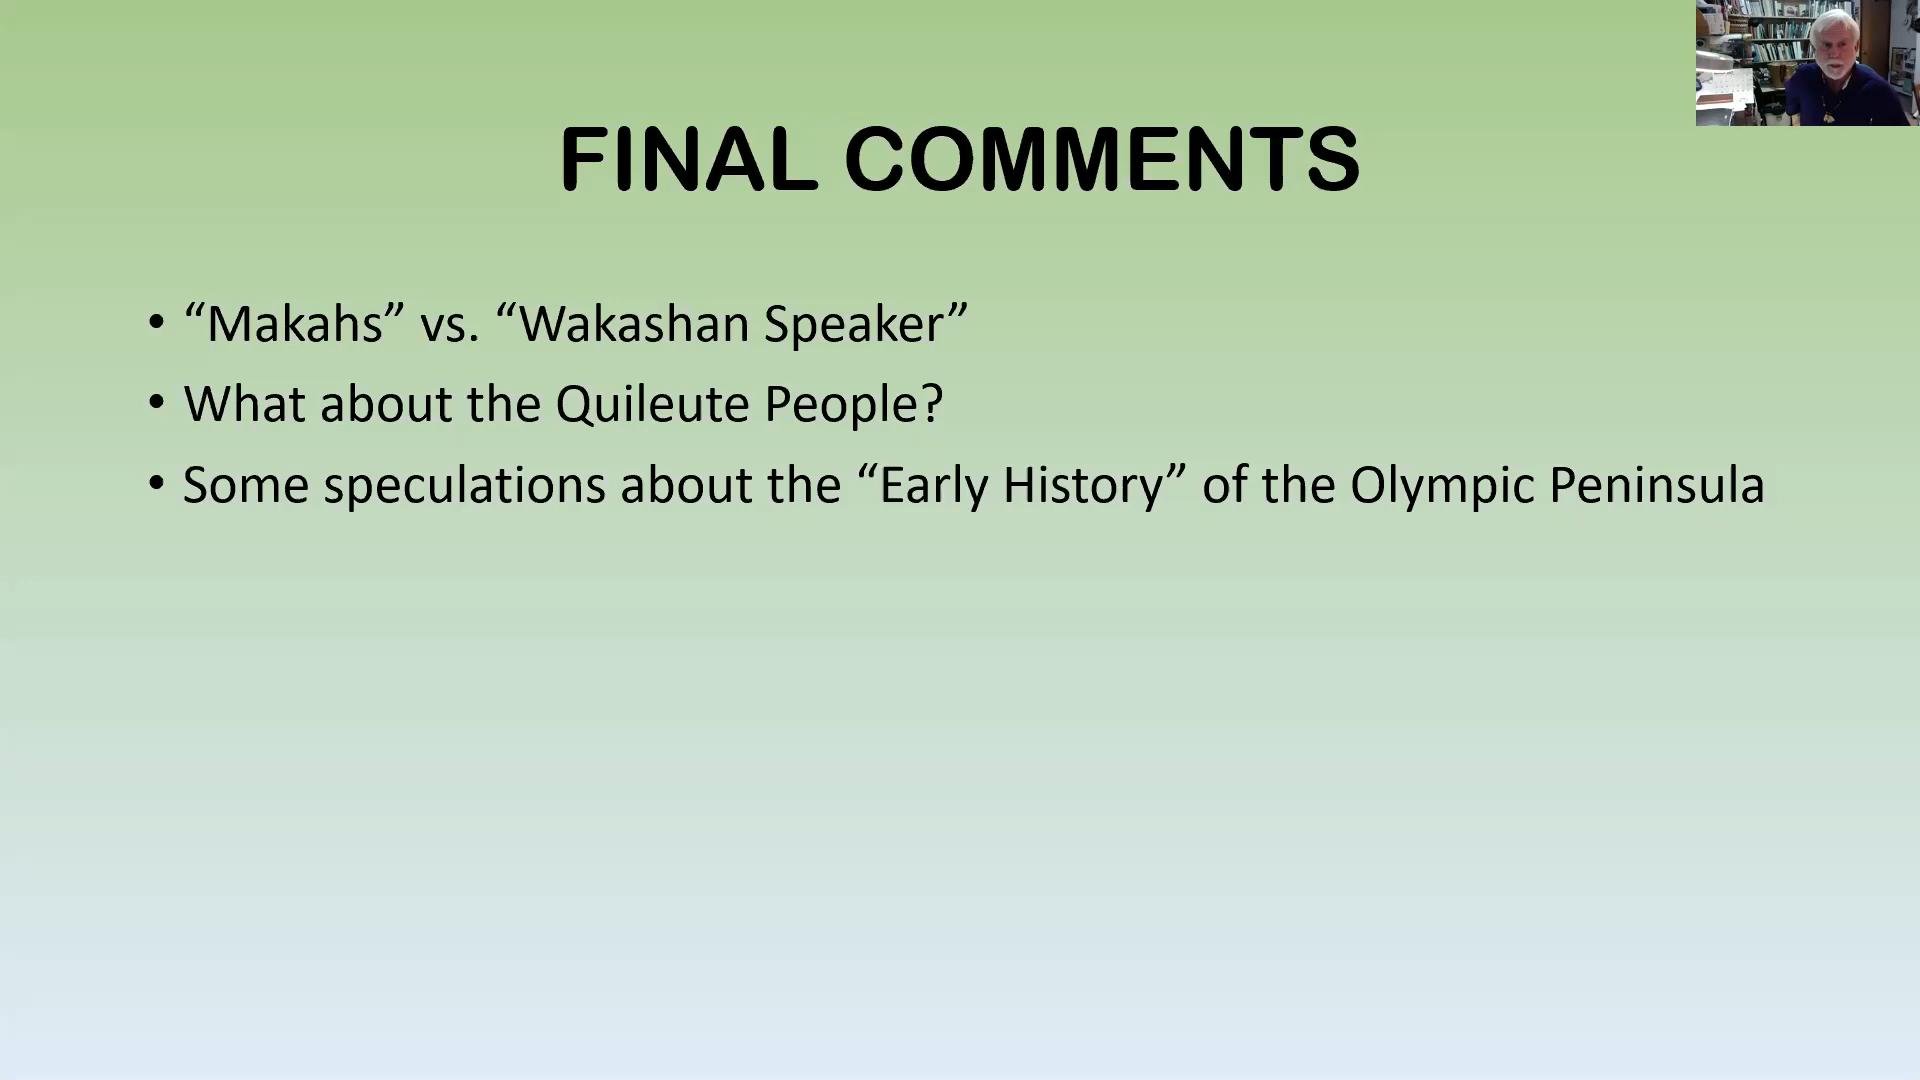 FINAL COMMENTS
• “Makahs” vs. “Wakashan Speaker”
• What about the Quileute People?
• Some speculations about the “Early History” of the Olympic Peninsula